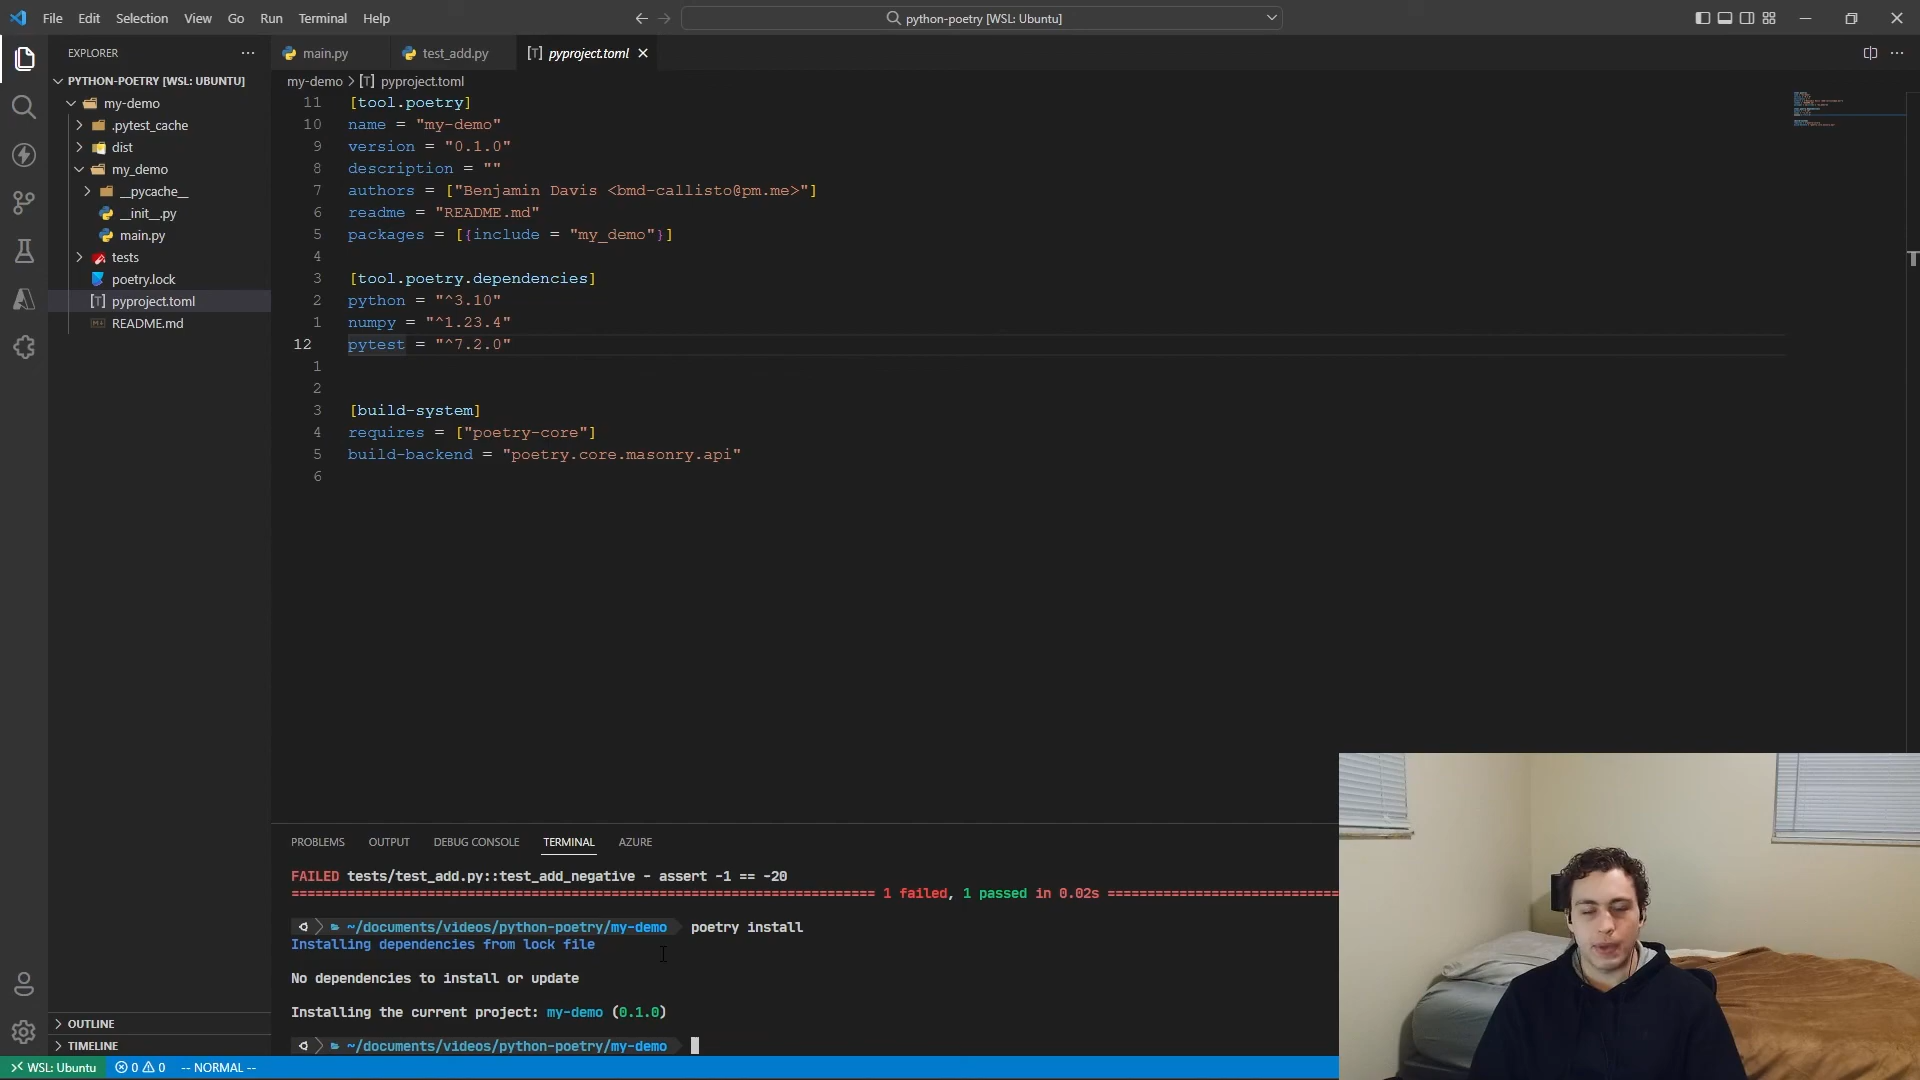 File Edit Selection View Go Run Terminal Help
python-poetry [WSL: Ubuntu]
EXPLORER
main.py
test_add.py
pyproject.toml
PYTHON-POETRY [WSL: UBUNTU]
my-demo
.pytest_cache
dist
my_demo
__pycache__
__init__.py
main.py
tests
poetry.lock
pyproject.toml
README.md
OUTLINE
TIMELINE
my-demo > pyproject.toml
11 [tool.poetry]
10 name = "my-demo"
9 version = "0.1.0"
8 description = ""
7 authors = ["Benjamin Davis <bmd-callisto@pm.me>"]
6 readme = "README.md"
5 packages = [{include = "my_demo"}]
4
3 [tool.poetry.dependencies]
2 python = "^3.10"
1 numpy = "^1.23.4"
12 pytest = "^7.2.0"
1
2
3 [build-system]
4 requires = ["poetry-core"]
5 build-backend = "poetry.core.masonry.api"
6
PROBLEMS OUTPUT DEBUG CONSOLE TERMINAL AZURE
FAILED tests/test_add.py::test_add_negative - assert -1 == -20
1 failed, 1 passed in 0.02s
~/documents/videos/python-poetry/my-demo poetry install
Installing dependencies from lock file
No dependencies to install or update
Installing the current project: my-demo (0.1.0)
~/documents/videos/python-poetry/my-demo
WSL: Ubuntu 0 0 -- NORMAL --